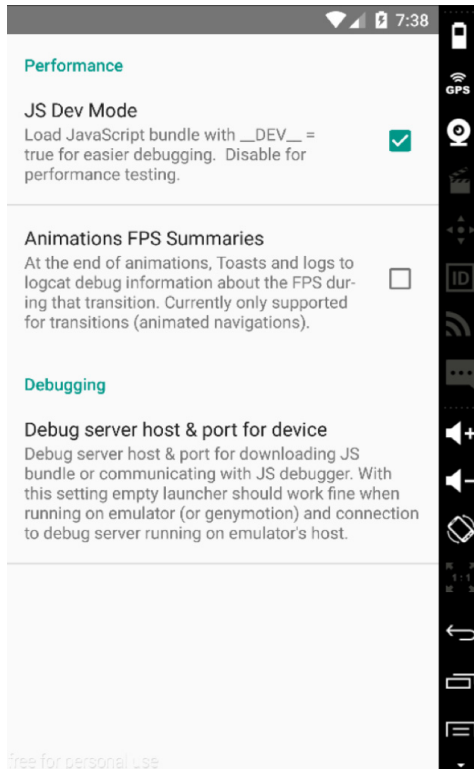 7:38
Performance
JS Dev Mode
Load JavaScript bundle with __DEV__ =
true for easier debugging.  Disable for
performance testing.
Animations FPS Summaries
At the end of animations, Toasts and logs to
logcat debug information about the FPS dur-
ing that transition. Currently only supported
for transitions (animated navigations).
Debugging
Debug server host & port for device
Debug server host & port for downloading JS
bundle or communicating with JS debugger. With
this setting empty launcher should work fine when
running on emulator (or genymotion) and connection
to debug server running on emulator's host.
free for personal use
GPS
ID
1:1